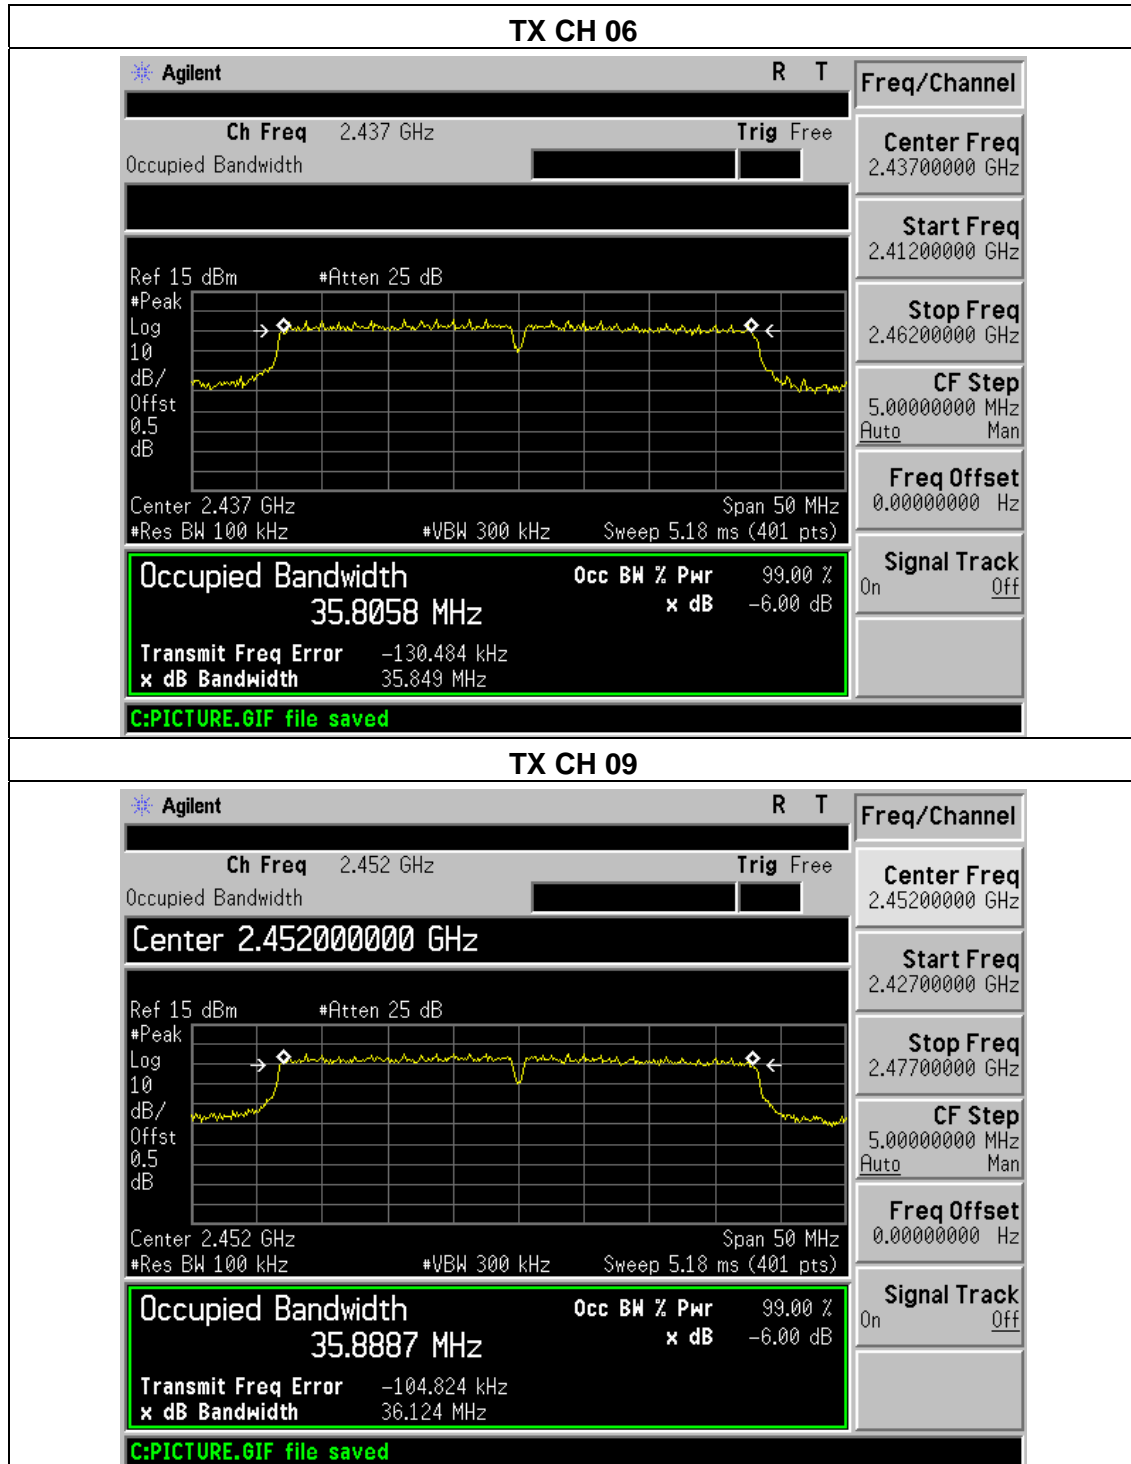 TX CH 06
Agilent R T
Freq/Channel
Ch Freq 2.437 GHz Trig Free
Occupied Bandwidth
Center Freq
2.43700000 GHz
Start Freq
2.41200000 GHz
Stop Freq
2.46200000 GHz
CF Step
5.00000000 MHz
Auto Man
Freq Offset
0.00000000 Hz
Signal Track
On Off
Ref 15 dBm #Atten 25 dB
#Peak
Log
10
dB/
Offst
0.5
dB
Center 2.437 GHz Span 50 MHz
#Res BW 100 kHz #VBW 300 kHz Sweep 5.18 ms (401 pts)
Occupied Bandwidth Occ BW % Pwr 99.00 %
35.8058 MHz x dB -6.00 dB
Transmit Freq Error -130.484 kHz
x dB Bandwidth 35.849 MHz
C:PICTURE.GIF file saved
TX CH 09
Agilent R T
Freq/Channel
Ch Freq 2.452 GHz Trig Free
Occupied Bandwidth
Center 2.452000000 GHz
Center Freq
2.45200000 GHz
Start Freq
2.42700000 GHz
Stop Freq
2.47700000 GHz
CF Step
5.00000000 MHz
Auto Man
Freq Offset
0.00000000 Hz
Signal Track
On Off
Ref 15 dBm #Atten 25 dB
#Peak
Log
10
dB/
Offst
0.5
dB
Center 2.452 GHz Span 50 MHz
#Res BW 100 kHz #VBW 300 kHz Sweep 5.18 ms (401 pts)
Occupied Bandwidth Occ BW % Pwr 99.00 %
35.8887 MHz x dB -6.00 dB
Transmit Freq Error -104.824 kHz
x dB Bandwidth 36.124 MHz
C:PICTURE.GIF file saved